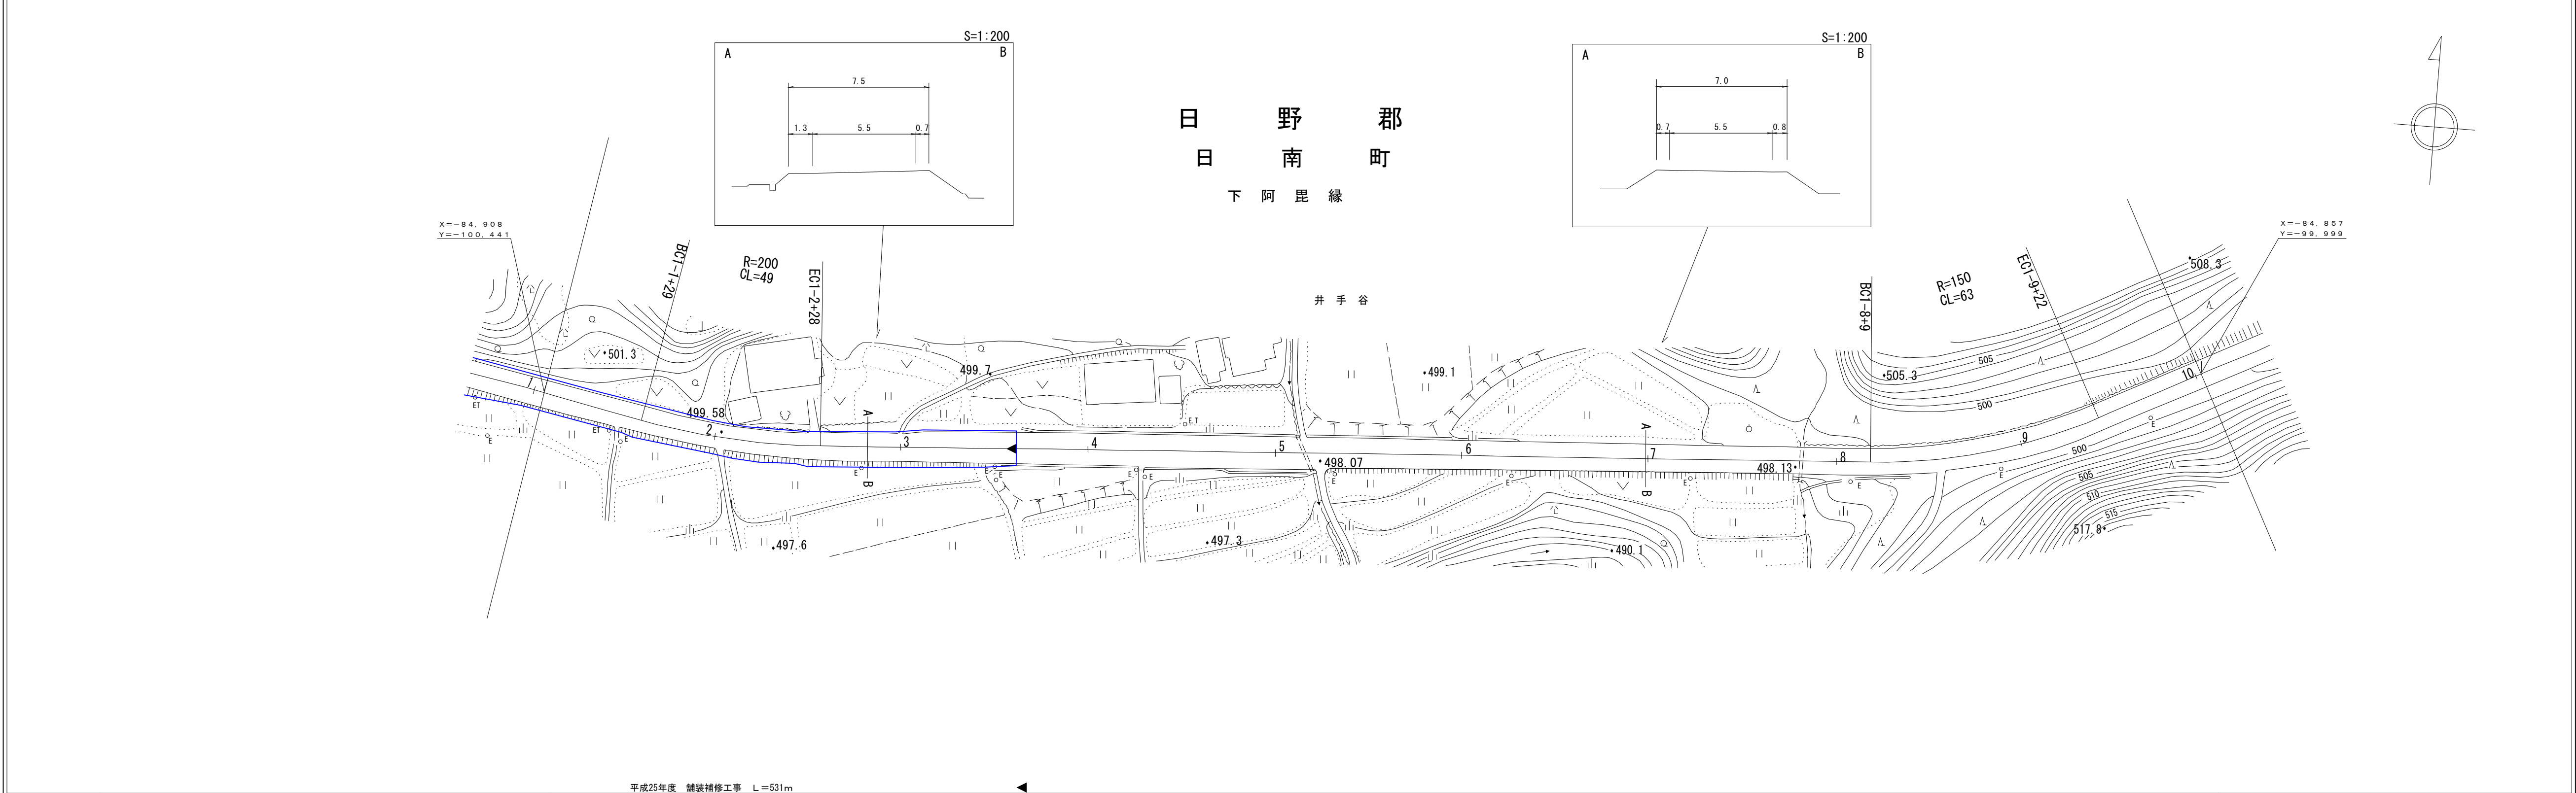 S=1:200
A
B
7.5
1.3
5.5
0.7
S=1:200
A
B
7.0
0.7
5.5
0.8
日野郡
日南町
下阿毘縁
井手谷
X=-84,908
Y=-100,441
X=-84,857
Y=-99,999
BC1-1+29
R=200
CL=49
EC1-2+28
BC1-8+9
R=150
CL=63
EC1-9+22
508.3
501.3
499.7
499.1
505.3
505
500
499.58
1
2
3
4
5
6
7
8
9
10
A
B
A
B
498.07
498.13
ET
E
ET
E
E
E
E
E
E
ET
E
E
E
E
E
E
500
505
510
515
517.8
497.6
497.3
490.1
平成25年度 舗装補修工事 L=531m